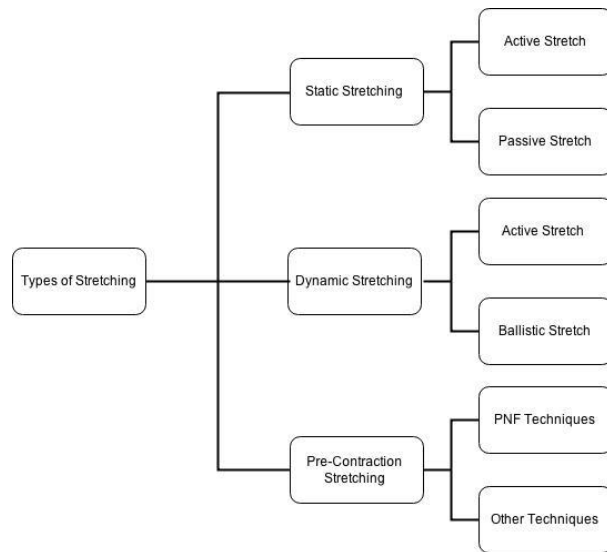 Types of Stretching
Static Stretching
Active Stretch
Passive Stretch
Dynamic Stretching
Active Stretch
Ballistic Stretch
Pre-Contraction
Stretching
PNF Techniques
Other Techniques